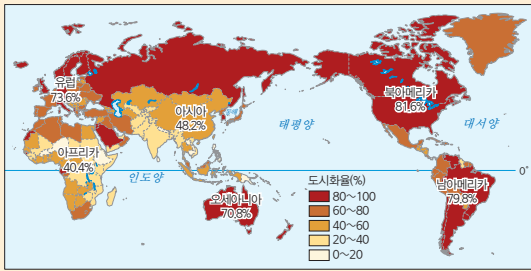 유럽
73.6%
아시아
48.2%
동해
북아메리카
81.6%
태평양
대서양
아프리카
40.4%
인도양
0°
오세아니아
70.8%
남아메리카
79.8%
도시화율(%)
80~100
60~80
40~60
20~40
0~20